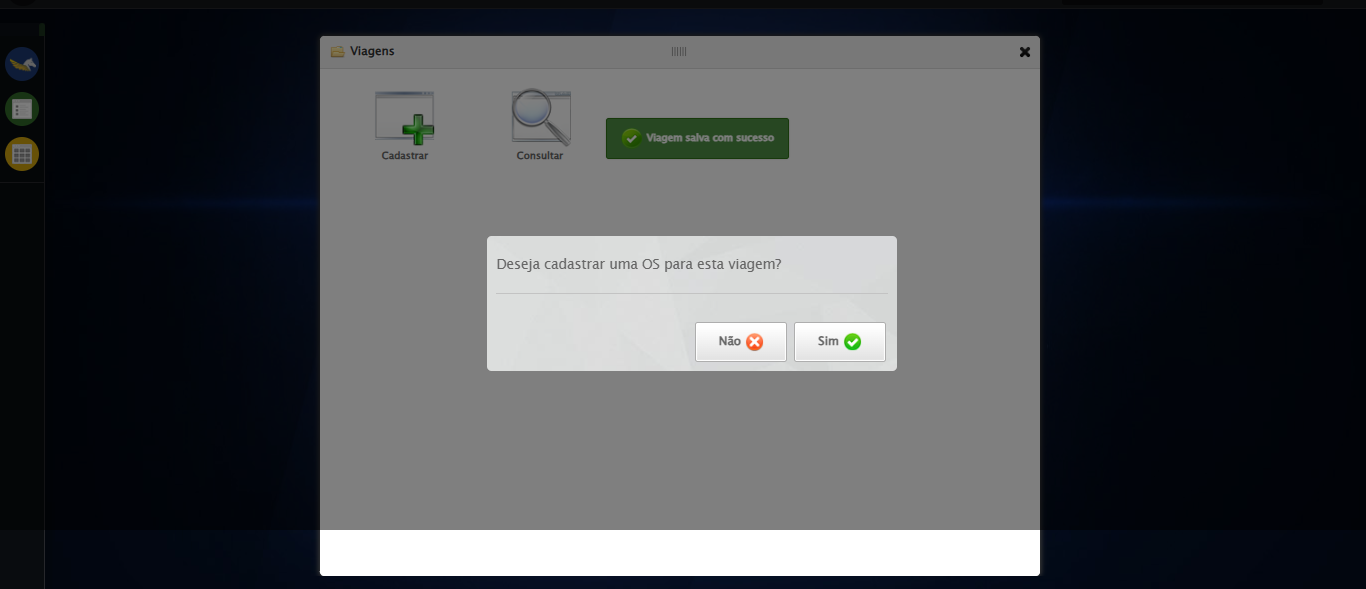 Viagens
Cadastrar
Consultar
Viagem salva com sucesso
Deseja cadastrar uma OS para esta viagem?
Não
Sim